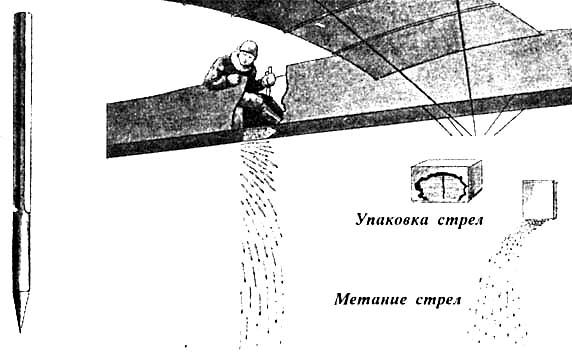 Упаковка стрел
Метание стрел